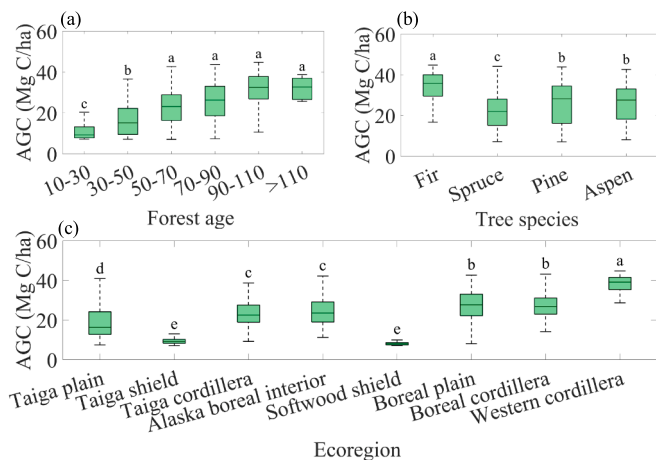 (a)
AGC (Mg C/ha)
60
40
20
0
c
b
a
a
a
a
10-30
30-50
50-70
70-90
90-110
>110
Forest age
(b)
AGC (Mg C/ha)
60
40
20
0
a
c
b
b
Fir
Spruce
Pine
Aspen
Tree species
(c)
AGC (Mg C/ha)
60
40
20
0
d
e
c
c
e
b
b
a
Taiga plain
Taiga shield
Taiga cordillera
Alaska boreal interior
Softwood shield
Boreal plain
Boreal cordillera
Western cordillera
Ecoregion